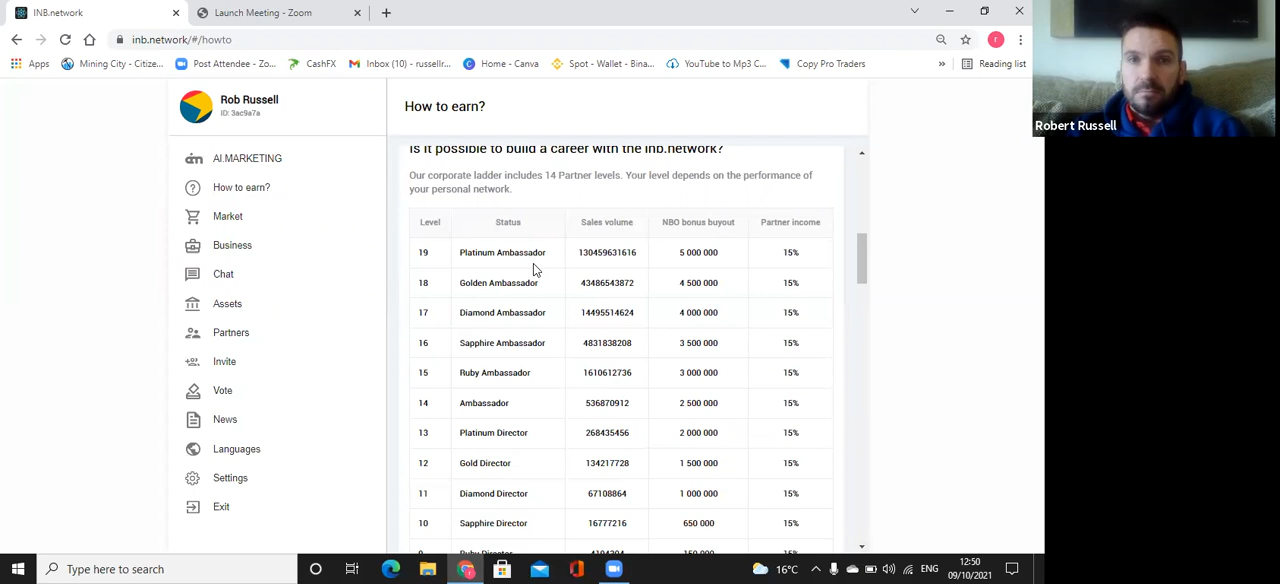 INB.network
Launch Meeting - Zoom
inb.network/#/howto
r
Apps
Mining City - Citize...
Post Attendee - Zo...
CashFX
Inbox (10) - russellr...
Home - Canva
Spot - Wallet - Bina...
YouTube to Mp3 C...
Copy Pro Traders
»
Reading list
Robert Russell
Rob Russell
ID: 3ac9a7a
AI.MARKETING
How to earn?
Market
Business
Chat
Assets
Partners
Invite
Vote
News
Languages
Settings
Exit
How to earn?
Is it possible to build a career with the inb.network?
Our corporate ladder includes 14 Partner levels. Your level depends on the performance of
your personal network.
Level Status Sales volume NBO bonus buyout Partner income
19 Platinum Ambassador 130459631616 5 000 000 15%
18 Golden Ambassador 43486543872 4 500 000 15%
17 Diamond Ambassador 14495514624 4 000 000 15%
16 Sapphire Ambassador 4831838208 3 500 000 15%
15 Ruby Ambassador 1610612736 3 000 000 15%
14 Ambassador 536870912 2 500 000 15%
13 Platinum Director 268435456 2 000 000 15%
12 Gold Director 134217728 1 500 000 15%
11 Diamond Director 67108864 1 000 000 15%
10 Sapphire Director 16777216 650 000 15%
9 Ruby Director 4194304 150 000 15%
Type here to search
16°C
ENG
12:50
09/10/2021